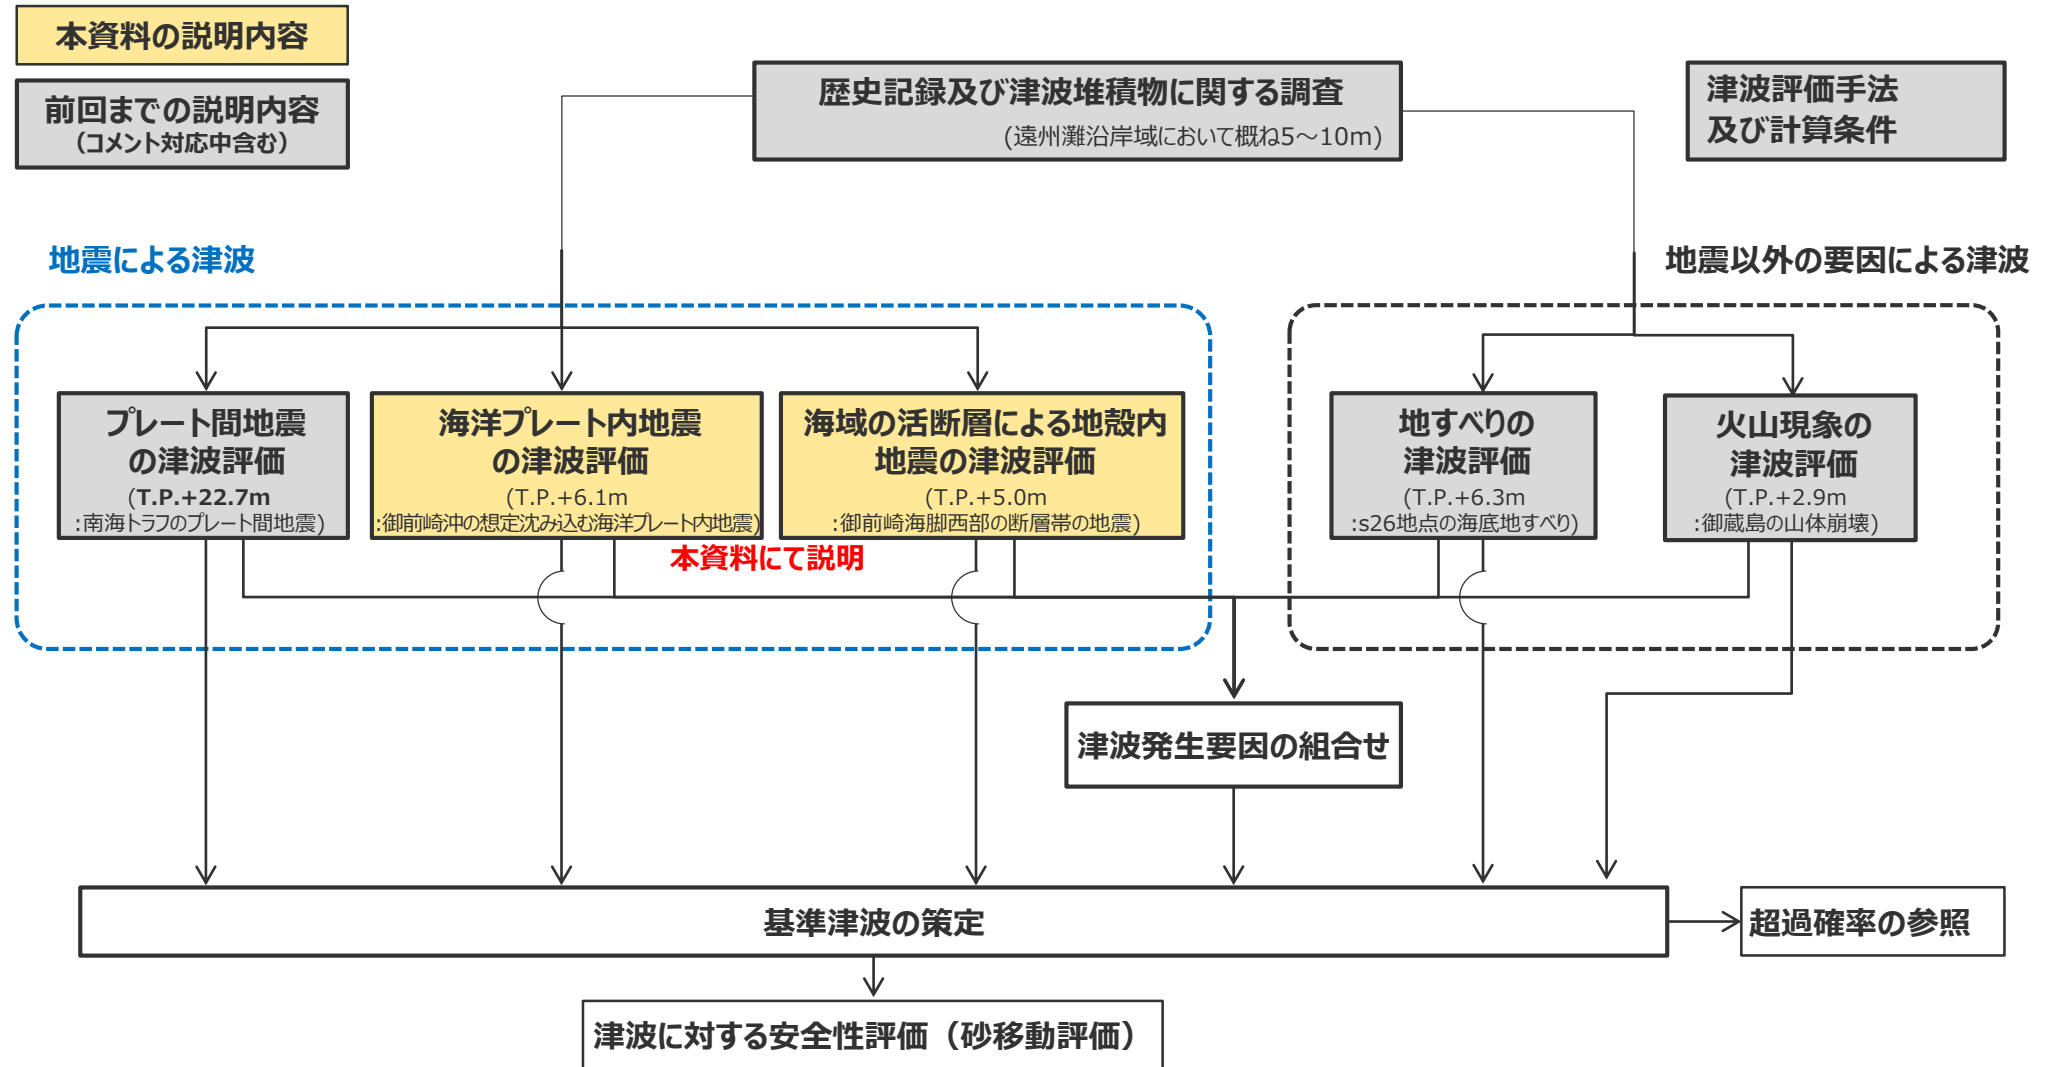 本資料の説明内容
前回までの説明内容
(コメント対応中含む)
歴史記録及び津波堆積物に関する調査
(遠州灘沿岸域において概ね5~10m)
津波評価手法
及び計算条件
地震による津波
地震以外の要因による津波
プレート間地震
の津波評価
(T.P.+22.7m
:南海トラフのプレート間地震)
海洋プレート内地震
の津波評価
(T.P.+6.1m
:御前崎沖の想定沈み込む海洋プレート内地震)
海域の活断層による地殻内
地震の津波評価
(T.P.+5.0m
:御前崎海脚西部の断層帯の地震)
地すべりの
津波評価
(T.P.+6.3m
:s26地点の海底地すべり)
火山現象の
津波評価
(T.P.+2.9m
:御蔵島の山体崩壊)
本資料にて説明
津波発生要因の組合せ
基準津波の策定
超過確率の参照
津波に対する安全性評価(砂移動評価)